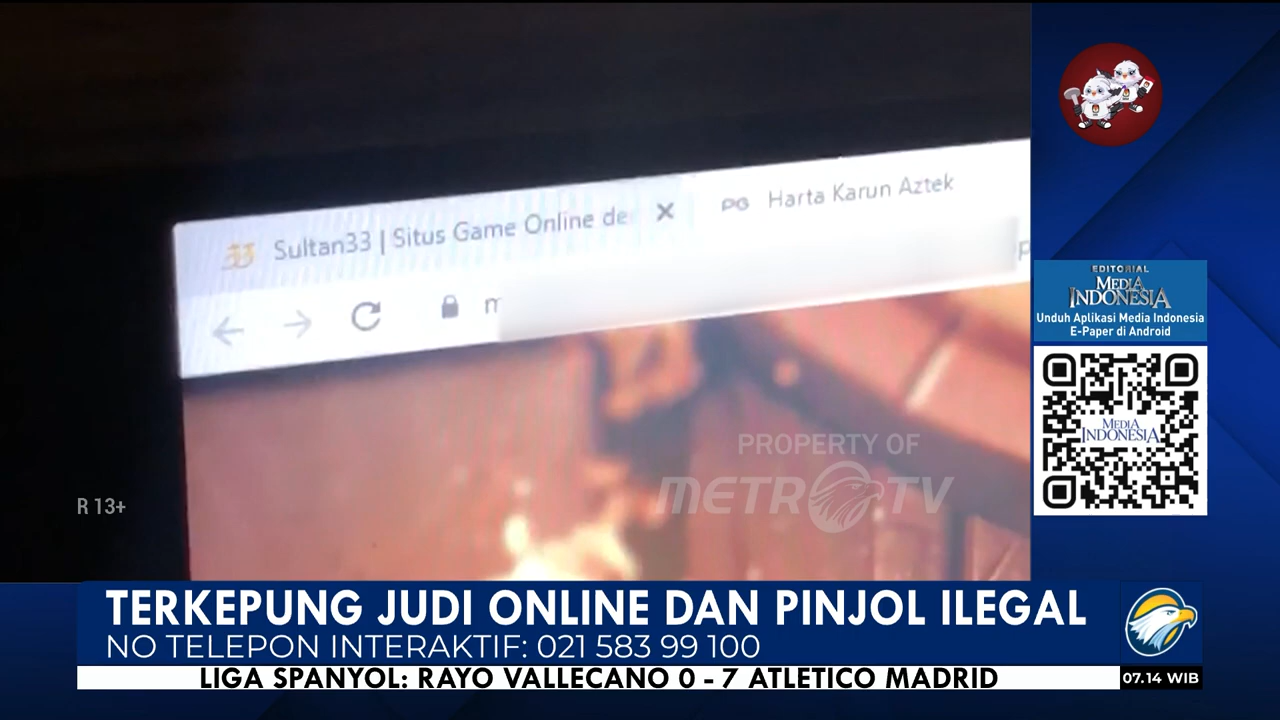 33 Sultan33 | Situs Game Online de
PG Harta Karun Aztek
m
PROPERTY OF
METRO TV
R 13+
EDITORIAL
MEDIA
INDONESIA
Unduh Aplikasi Media Indonesia
E-Paper di Android
MEDIA
INDONESIA
TERKEPUNG JUDI ONLINE DAN PINJOL ILEGAL
NO TELEPON INTERAKTIF: 021 583 99 100
LIGA SPANYOL: RAYO VALLECANO 0 - 7 ATLETICO MADRID
07.14 WIB